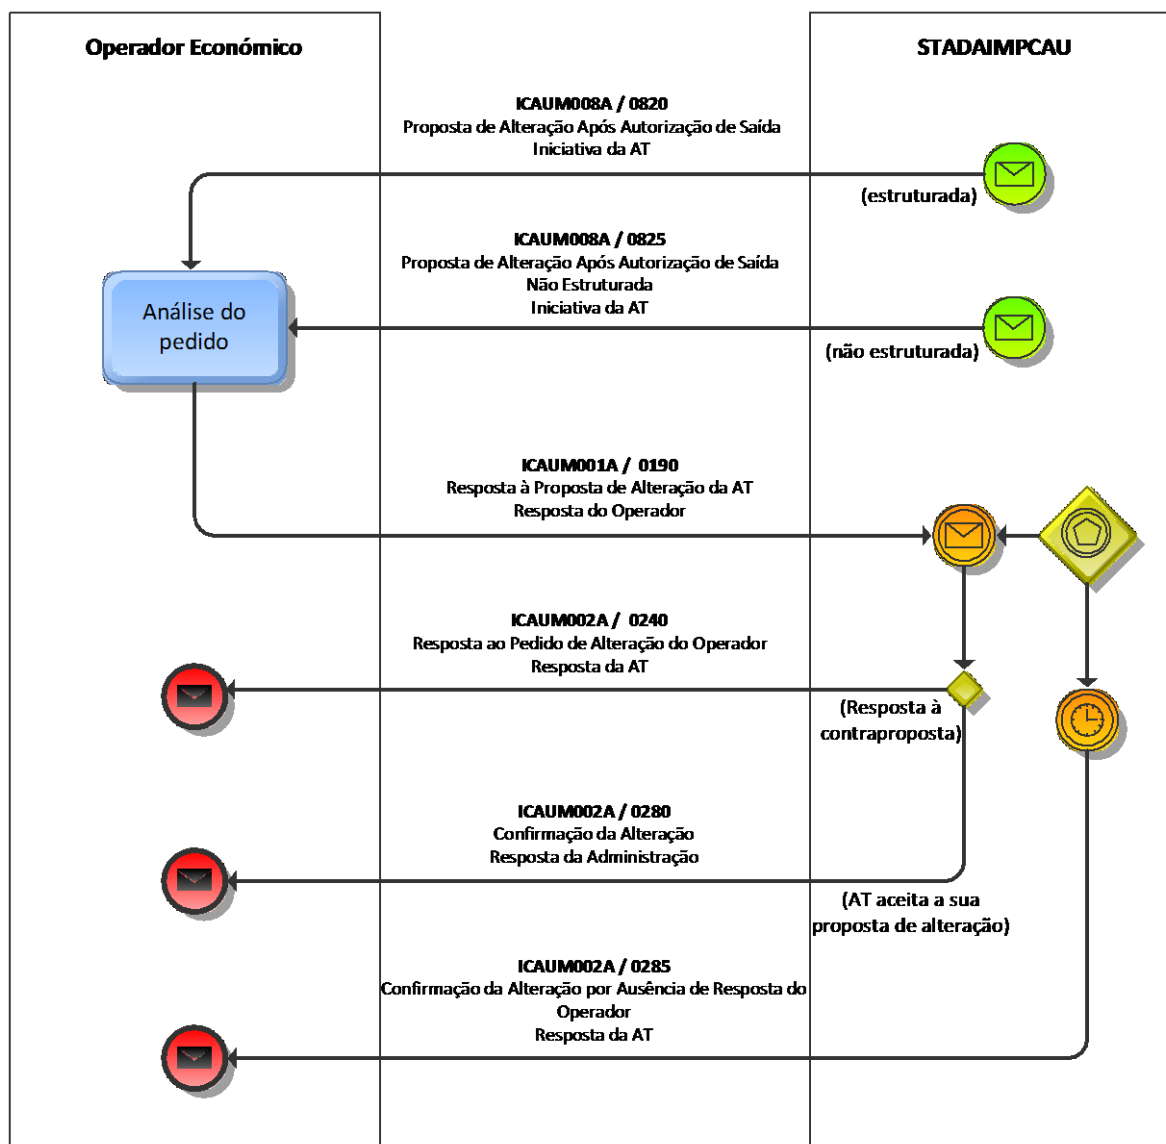 Operador Económico
STADAIMPCAU
ICAUM008A / 0820
Proposta de Alteração Após Autorização de Saída
Iniciativa da AT
(estruturada)
ICAUM008A / 0825
Proposta de Alteração Após Autorização de Saída
Não Estruturada
Iniciativa da AT
(não estruturada)
Análise do
pedido
ICAUM001A / 0190
Resposta à Proposta de Alteração da AT
Resposta do Operador
ICAUM002A / 0240
Resposta ao Pedido de Alteração do Operador
Resposta da AT
(Resposta à
contraproposta)
ICAUM002A / 0280
Confirmação da Alteração
Resposta da Administração
(AT aceita a sua
proposta de alteração)
ICAUM002A / 0285
Confirmação da Alteração por Ausência de Resposta do
Operador
Resposta da AT